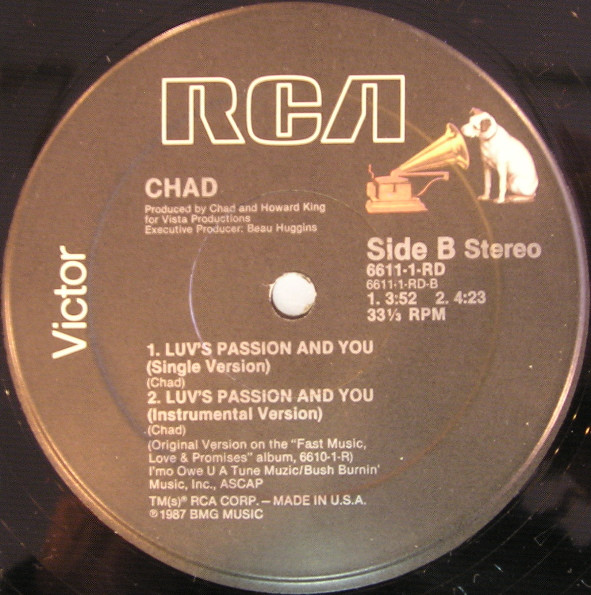 RCA
CHAD
Produced by Chad and Howard King
for Vista Productions
Executive Producer: Beau Huggins
Victor
Side B Stereo
6611-1-RD
6611-1-RD-B
1. 3:52 2. 4:23
33⅓ RPM
1. LUV'S PASSION AND YOU
(Single Version)
(Chad)
2. LUV'S PASSION AND YOU
(Instrumental Version)
(Chad)
(Original Version on the "Fast Music,
Love & Promises" album, 6610-1-R)
I'mo Owe U A Tune Muzic/Bush Burnin'
Music, Inc., ASCAP
TM(s)® RCA CORP. – MADE IN U.S.A.
℗1987 BMG MUSIC